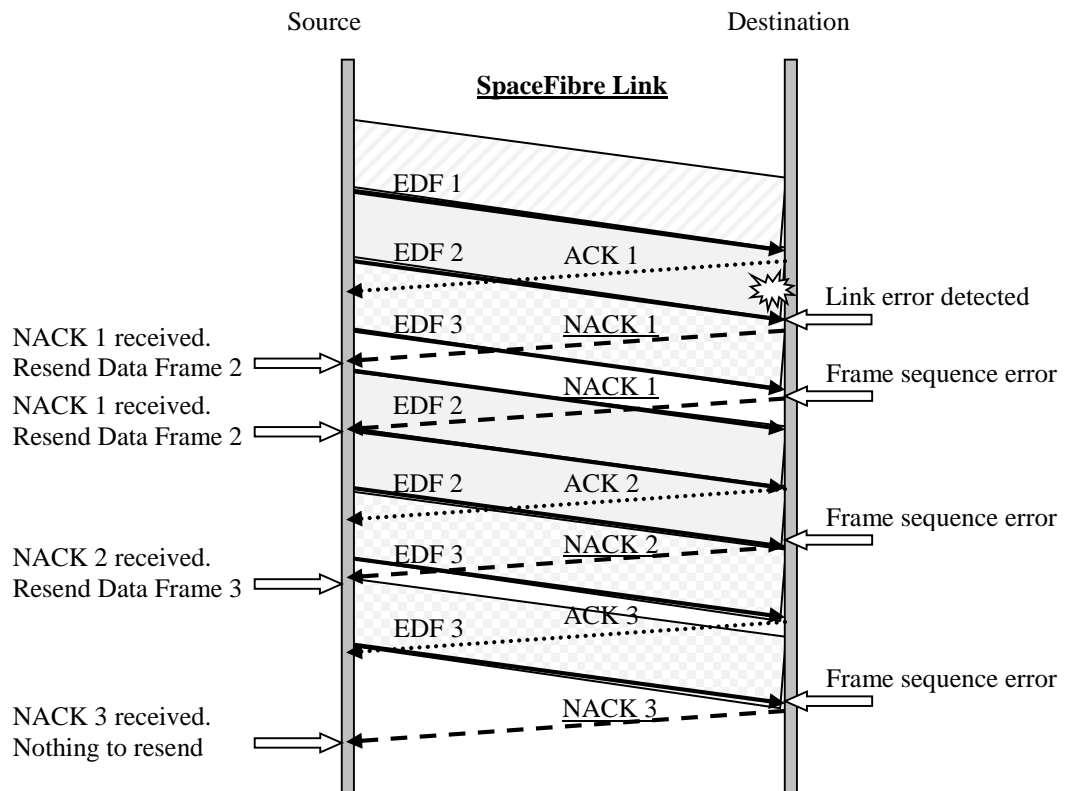 Source
Destination
SpaceFibre Link
EDF 1
EDF 2
ACK 1
Link error detected
EDF 3
NACK 1
NACK 1 received.
Resend Data Frame 2
NACK 1
Frame sequence error
NACK 1 received.
Resend Data Frame 2
EDF 2
EDF 2
ACK 2
Frame sequence error
NACK 2 received.
Resend Data Frame 3
EDF 3
NACK 2
EDF 3
ACK 3
Frame sequence error
NACK 3 received.
Nothing to resend
NACK 3